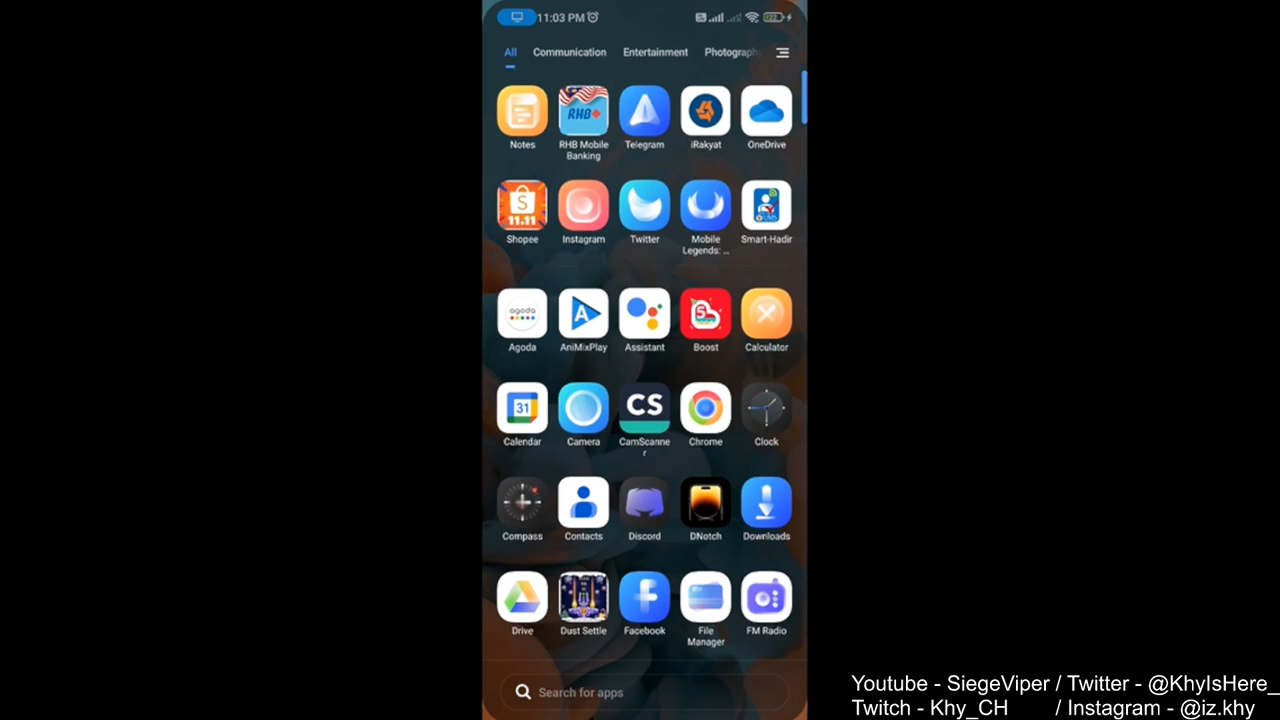 11:03 PM
All Communication Entertainment Photograph
Notes RHB Mobile Banking Telegram iRakyat OneDrive
Shopee Instagram Twitter Mobile Legends: ... Smart-Hadir
Agoda AniMixPlay Assistant Boost Calculator
Calendar Camera CamScanner Chrome Clock
Compass Contacts Discord DNotch Downloads
Drive Dust Settle Facebook File Manager FM Radio
Search for apps
Youtube - SiegeViper / Twitter - @KhyIsHere_
Twitch - Khy_CH / Instagram - @iz.khy